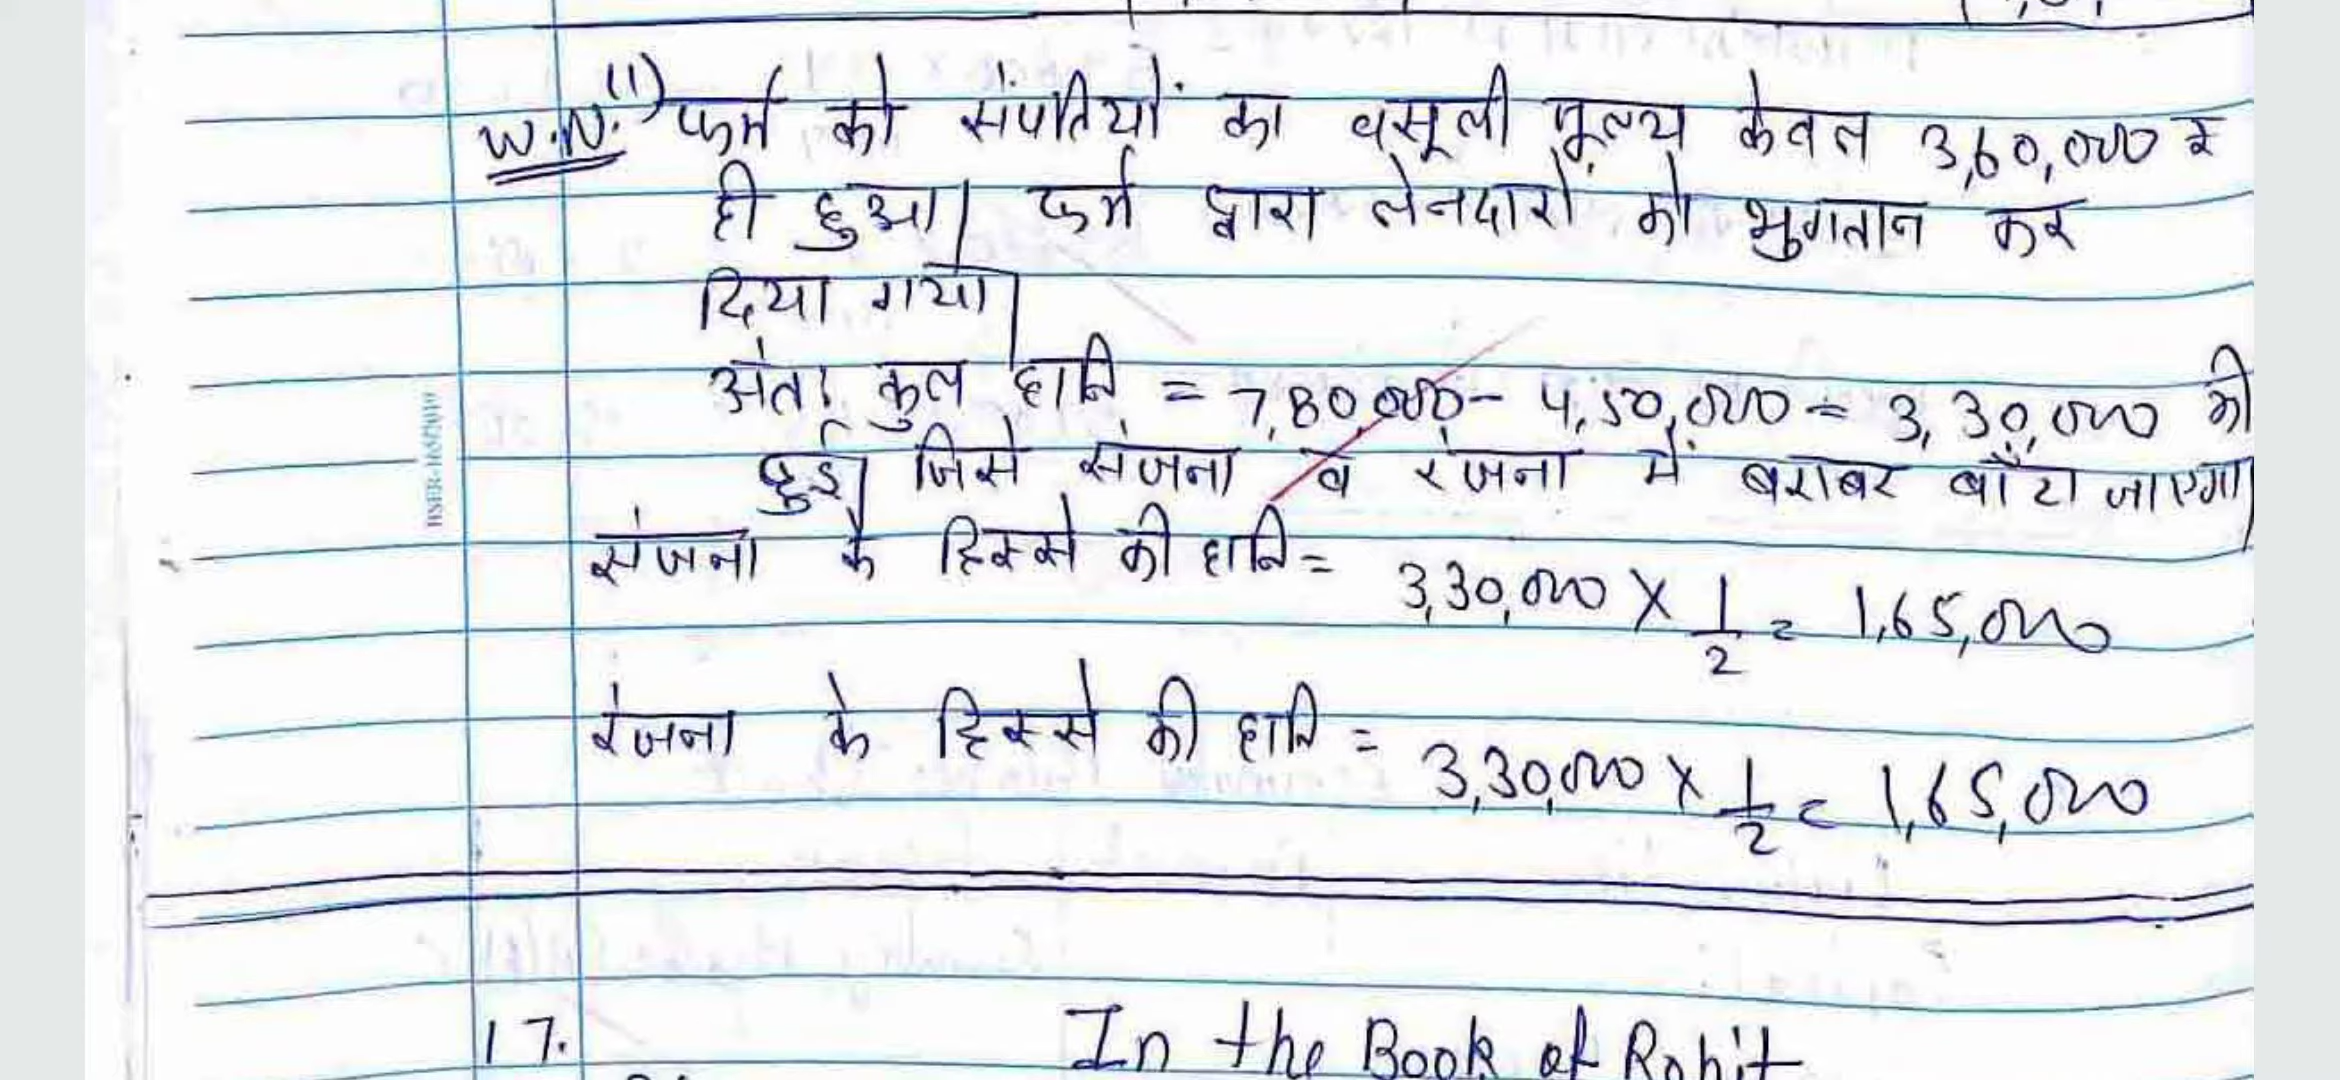 W.N.(1) फर्म को संपतियों का वसूली मूल्य केवल 3,60,000 ₹
ही हुआ। फर्म द्वारा लेनदारों को भुगतान कर
दिया गया।
अंत: कुल हानि = 7,80,000 - 4,50,000 = 3,30,000 की
हुई। जिसे संजना व रंजना में बराबर बाँटा जाएगा।
संजना के हिस्से की हानि = 3,30,000 X 1/2 = 1,65,000
रंजना के हिस्से की हानि = 3,30,000 X 1/2 = 1,65,000
17. In the Book of Rohit